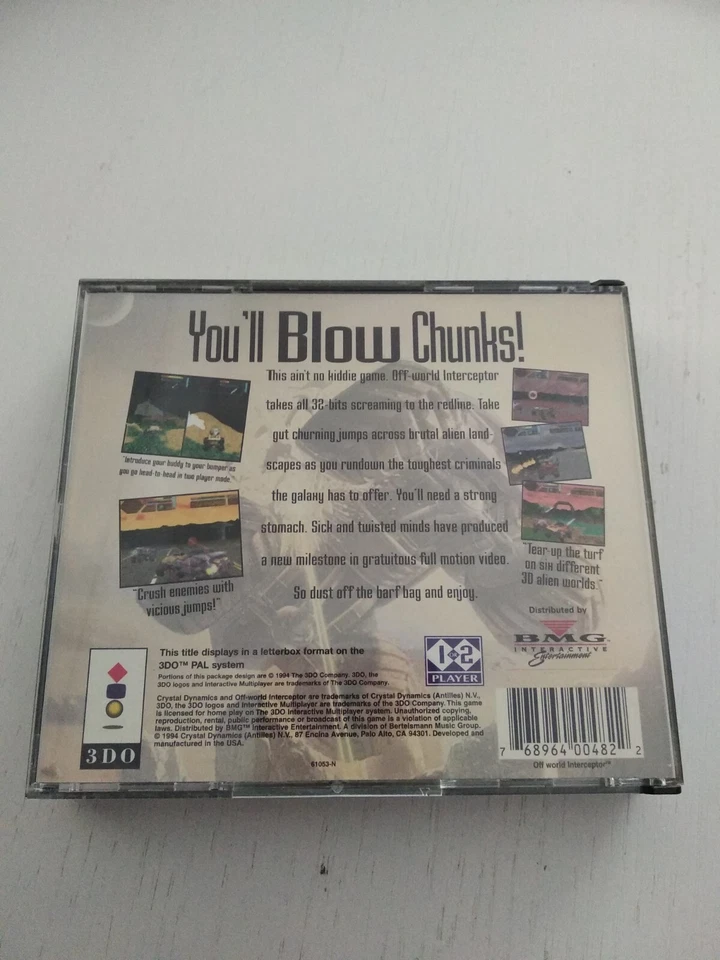 You'll Blow Chunks!
This ain't no kiddie game. Off-world Interceptor
takes all 32-bits screaming to the redline. Take
gut churning jumps across brutal alien land-
scapes as you rundown the toughest criminals
the galaxy has to offer. You'll need a strong
stomach. Sick and twisted minds have produced
a new milestone in gratuitous full motion video.
So dust off the barf bag and enjoy.
"Introduce your buddy to your bumper as
you go head-to-head in two player mode."
"Crush enemies with
vicious jumps!"
"Tear-up the turf
on six different
3D alien worlds."
Distributed by
BMG
INTERACTIVE
Entertainment
This title displays in a letterbox format on the
3DO™ PAL system
Portions of this package design are © 1994 The 3DO Company. 3DO, the
3DO logos and Interactive Multiplayer are trademarks of The 3DO Company.
Crystal Dynamics and Off-world Interceptor are trademarks of Crystal Dynamics (Antilles) N.V.,
3DO, the 3DO logos and Interactive Multiplayer are trademarks of the 3DO Company. This game
is licensed for home play on The 3DO Interactive Multiplayer system. Unauthorized copying,
reproduction, rental, public performance or broadcast of this game is a violation of applicable
laws. Distributed by BMG™ Interactive Entertainment, A division of Bertelsmann Music Group.
© 1994 Crystal Dynamics (Antilles) N.V., 87 Encina Avenue, Palo Alto, CA 94301. Developed and
manufactured in the USA.
1 OR 2
PLAYER
3DO
61053-N
7 68964 00482 2
Off world Interceptor™